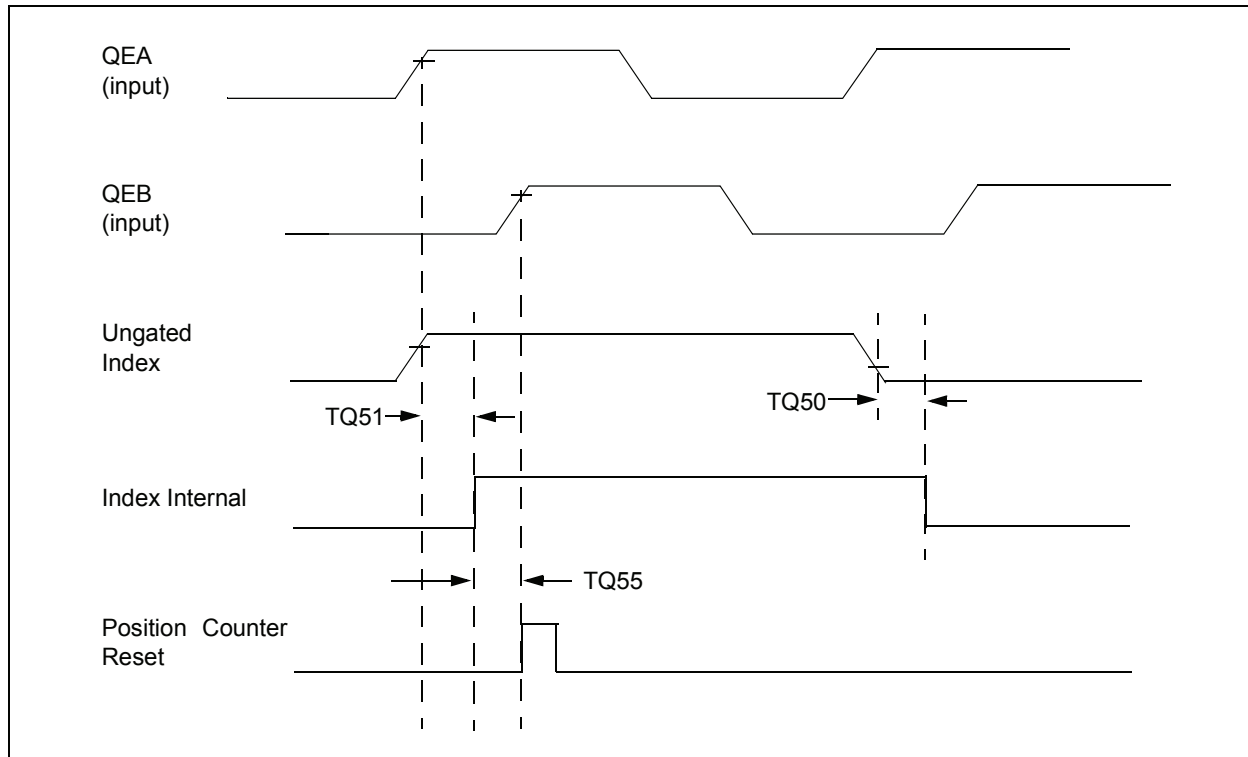 QEA
(input)
QEB
(input)
Ungated
Index
TQ51
TQ50
Index Internal
TQ55
Position Counter
Reset